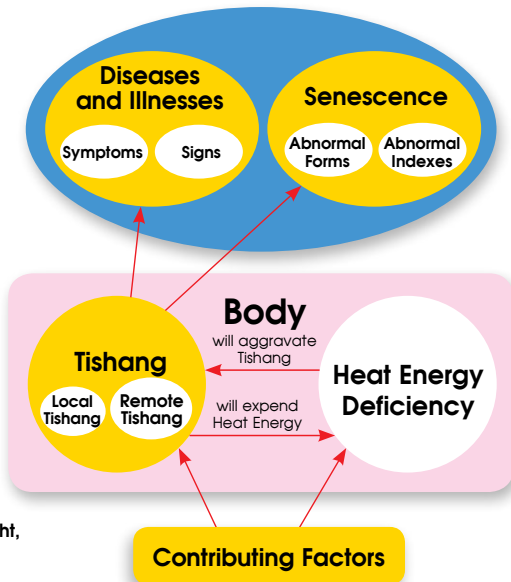 Diseases
and Illnesses
Symptoms
Signs
Senescence
Abnormal
Forms
Abnormal
Indexes
Body
will aggravate
Tishang
Tishang
Local
Tishang
Remote
Tishang
will expend
Heat Energy
Heat Energy
Deficiency
ht,
Contributing Factors